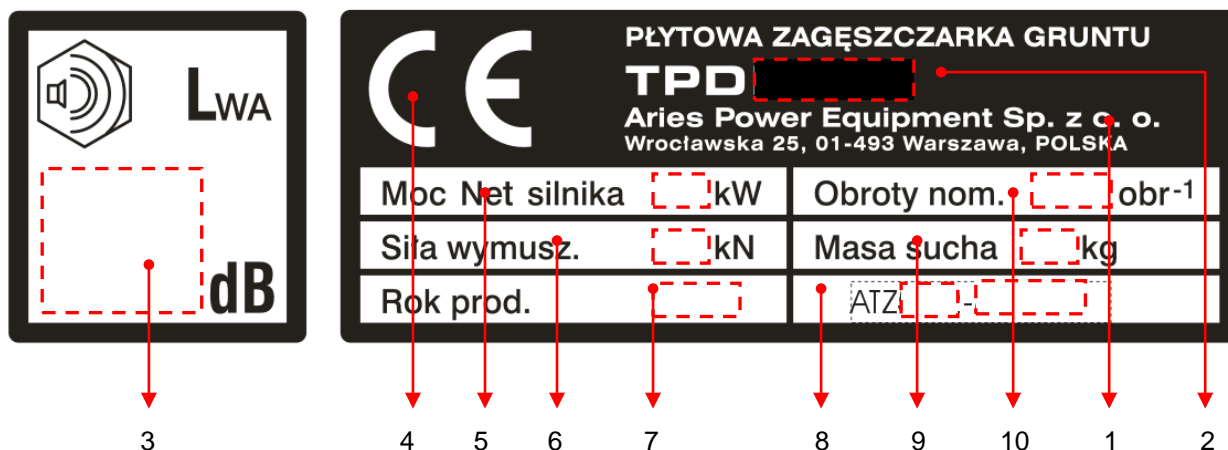 LWA
dB
CE
PŁYTOWA ZAGĘSZCZARKA GRUNTU
TPD
Aries Power Equipment Sp. z o. o.
Wrocławska 25, 01-493 Warszawa, POLSKA
Moc Net silnika kW
Obroty nom. obr-1
Siła wymusz. kN
Masa sucha kg
Rok prod.
ATZ -
3 4 5 6 7 8 9 10 1 2